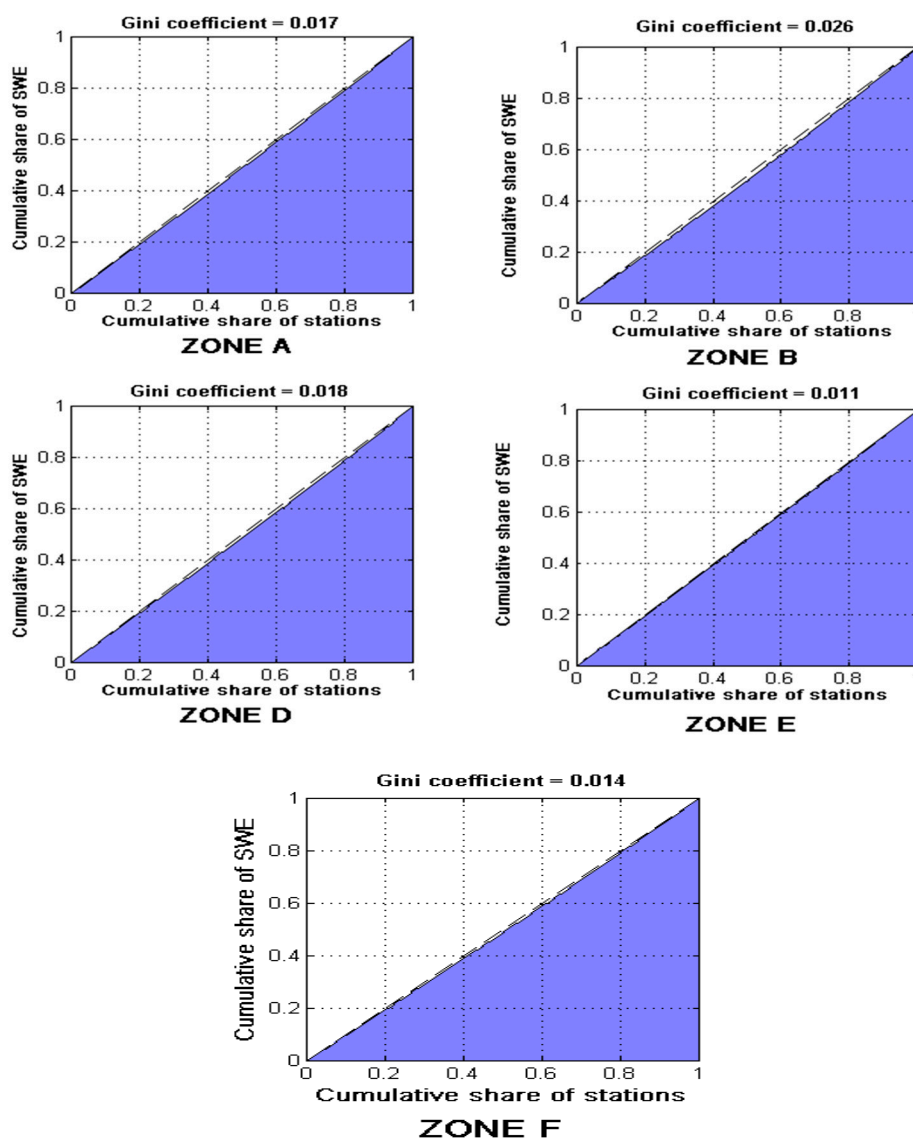 Gini coefficient = 0.017
Cumulative share of SWE
1
0.8
0.6
0.4
0.2
0
0 0.2 0.4 0.6 0.8 1
Cumulative share of stations
ZONE A
Gini coefficient = 0.026
Cumulative share of SWE
1
0.8
0.6
0.4
0.2
0
0 0.2 0.4 0.6 0.8
Cumulative share of stations
ZONE B
Gini coefficient = 0.018
Cumulative share of SWE
1
0.8
0.6
0.4
0.2
0
0 0.2 0.4 0.6 0.8 1
Cumulative share of stations
ZONE D
Gini coefficient = 0.011
Cumulative share of SWE
1
0.8
0.6
0.4
0.2
0
0 0.2 0.4 0.6 0.8
Cumulative share of stations
ZONE E
Gini coefficient = 0.014
Cumulative share of SWE
1
0.8
0.6
0.4
0.2
0
0 0.2 0.4 0.6 0.8 1
Cumulative share of stations
ZONE F